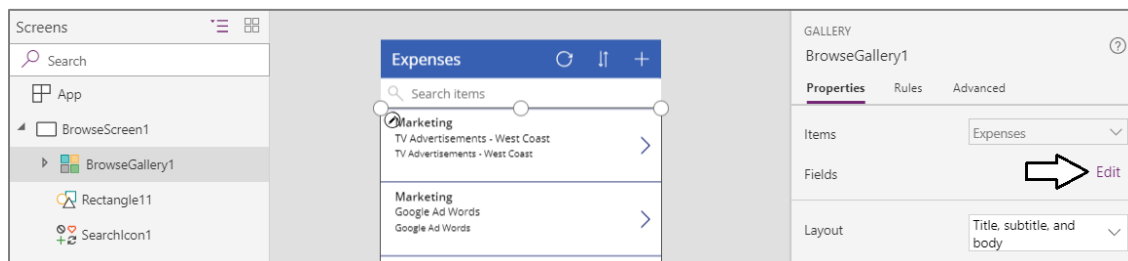 Screens
Search
App
BrowseScreen1
BrowseGallery1
Rectangle11
SearchIcon1
Expenses
Search items
Marketing
TV Advertisements - West Coast
TV Advertisements - West Coast
Marketing
Google Ad Words
Google Ad Words
GALLERY
BrowseGallery1
Properties Rules Advanced
Items Expenses
Fields Edit
Layout Title, subtitle, and
body